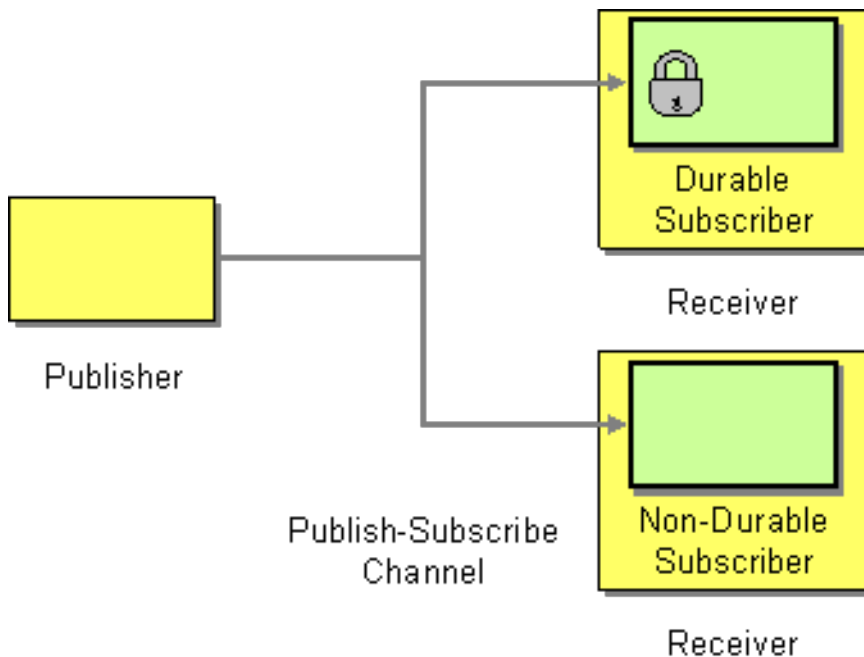 Durable
Subscriber
Receiver
Publisher
Publish-Subscribe
Channel
Non-Durable
Subscriber
Receiver